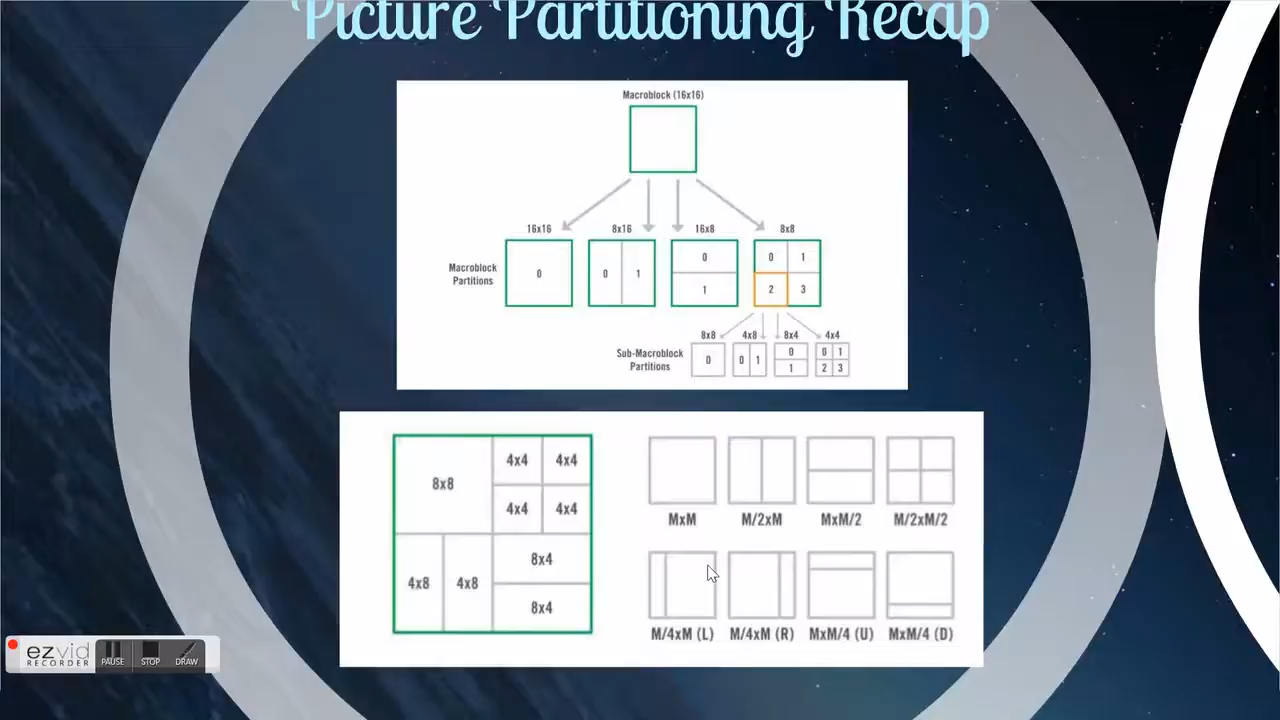 Picture Partitioning Recap
Macroblock (16x16)
16x16 8x16 16x8 8x8
Macroblock
Partitions
0
0 1
0
1
0 1
2 3
8x8 4x8 8x4 4x4
Sub-Macroblock
Partitions
0
0 1
0
1
0 1
2 3
8x8
4x4 4x4
4x4 4x4
4x8 4x8
8x4
8x4
MxM M/2xM MxM/2 M/2xM/2
M/4xM (L) M/4xM (R) MxM/4 (U) MxM/4 (D)
ezvid
RECORDER
PAUSE STOP DRAW